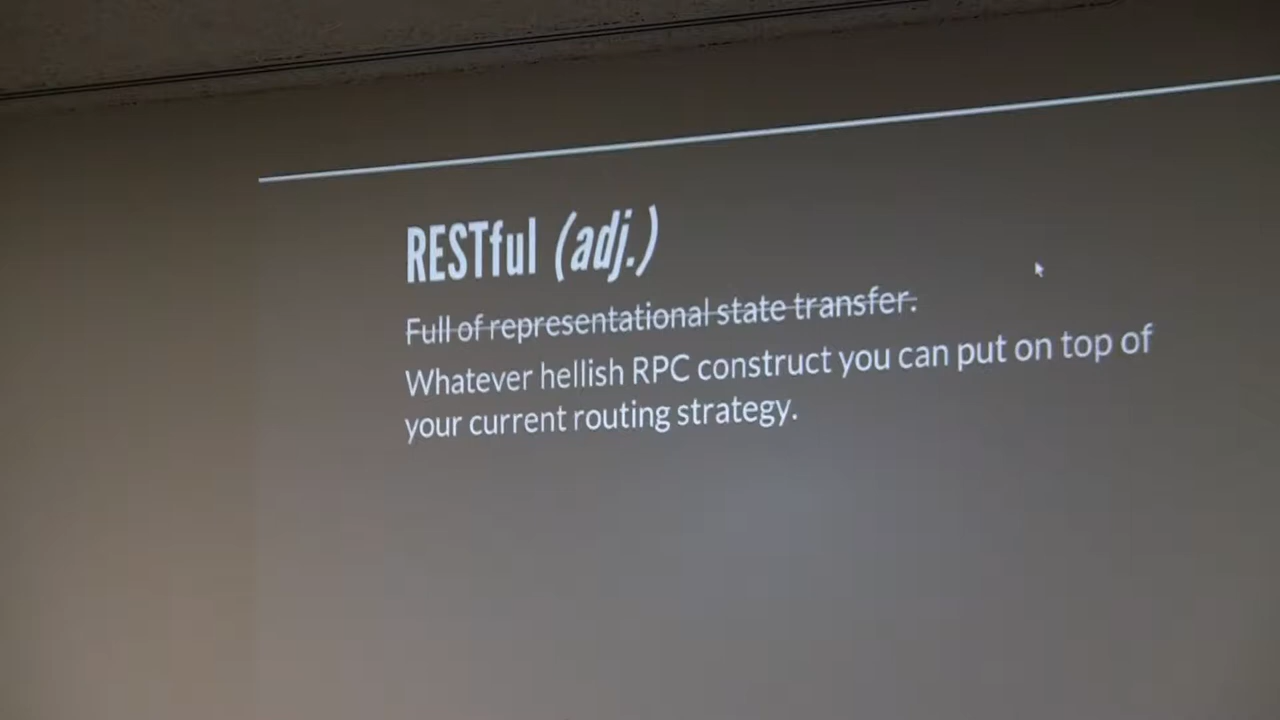 RESTful (adj.)
Full of representational state transfer.
Whatever hellish RPC construct you can put on top of
your current routing strategy.